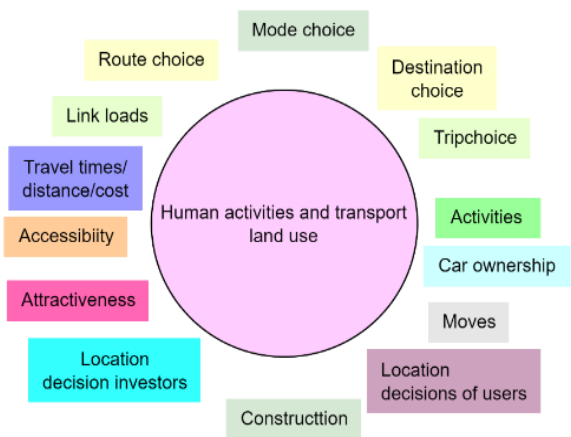 Mode choice
Route choice
Destination
choice
Link loads
Tripchoice
Travel times/
distance/cost
Human activities and transport
land use
Activities
Accessibiity
Car ownership
Attractiveness
Moves
Location
decision investors
Location
decisions of users
Constructtion